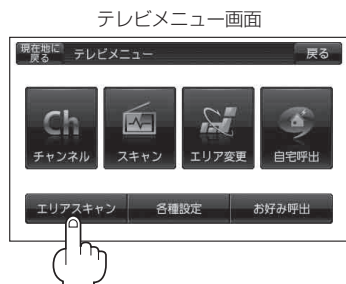 テレビメニュー画面
現在地に
戻る
テレビメニュー
戻る
Ch
チャンネル
スキャン
エリア変更
自宅呼出
エリアスキャン
各種設定
お好み呼出